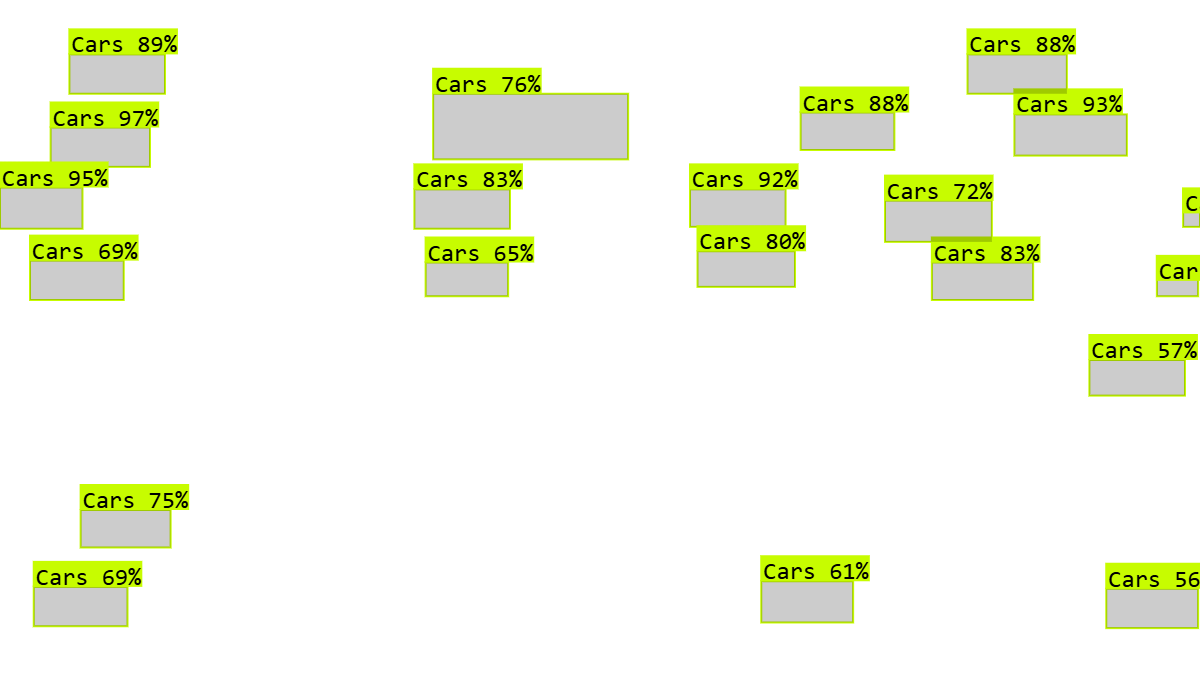 Cars 89%
Cars 88%
Cars 76%
Cars 88%
Cars 93%
Cars 97%
Cars 95%
Cars 83%
Cars 92%
Cars 72%
C
Cars 69%
Cars 65%
Cars 80%
Cars 83%
Car
Cars 57%
Cars 75%
Cars 69%
Cars 61%
Cars 56